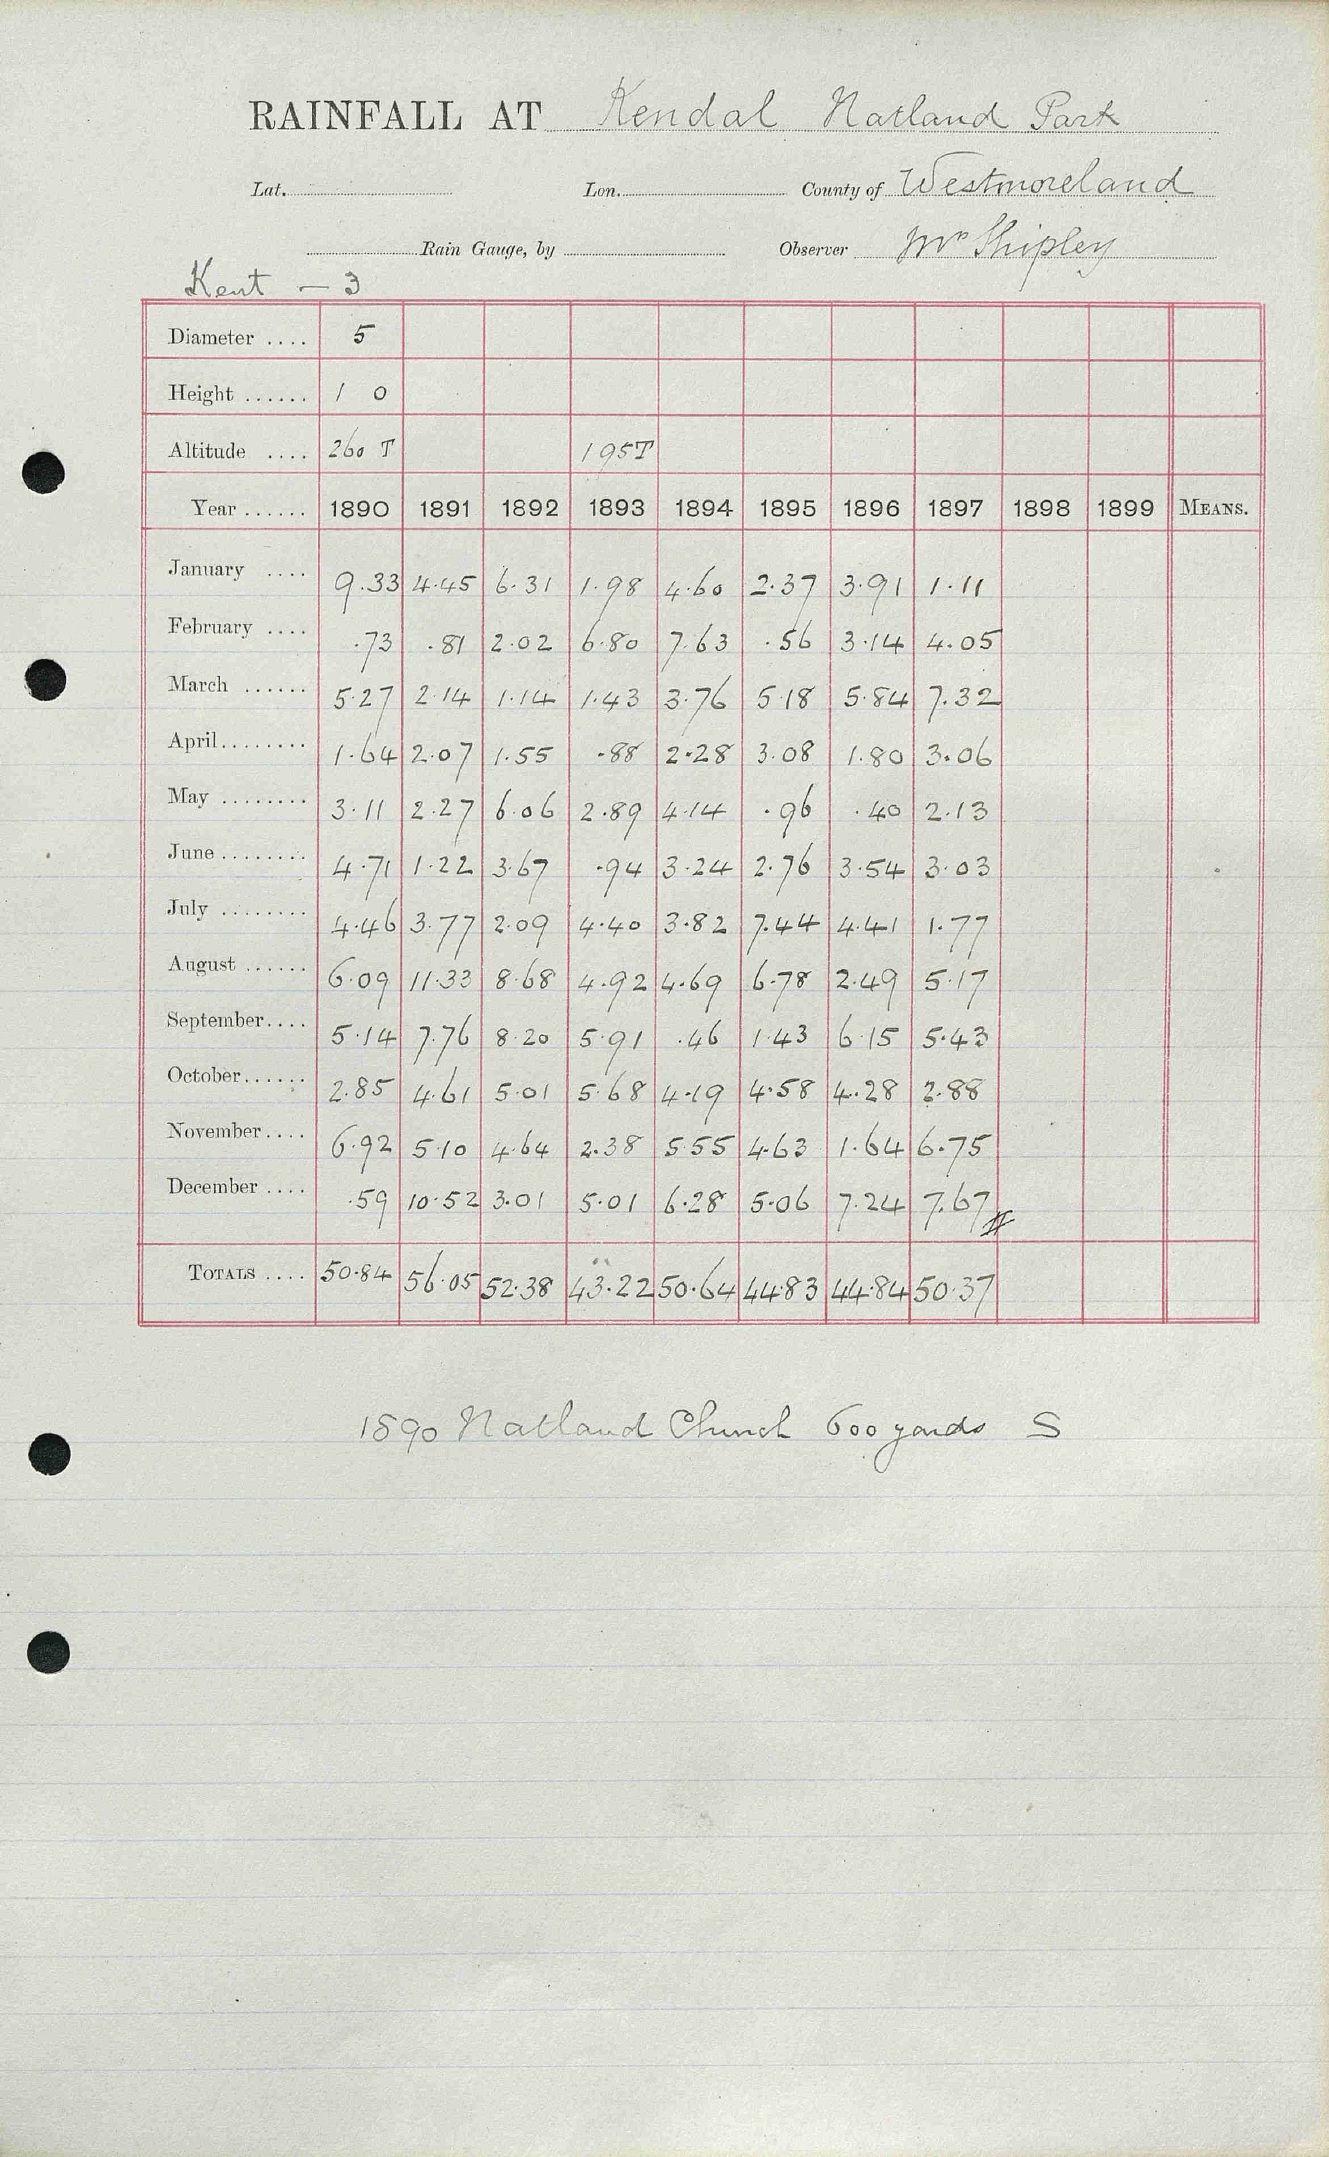 RAINFALL AT Kendal Natland Park
Lat. Lon. County of Westmoreland
Rain Gauge, by Observer Mr Shipley
Kent - 3
Diameter .... 5
Height ...... 1 0
Altitude .... 260 T 195T
Year ...... 1890 1891 1892 1893 1894 1895 1896 1897 1898 1899 MEANS.
January .... 9.33 4.45 6.31 1.98 4.60 2.37 3.91 1.11
February .... .73 .81 2.02 6.80 7.63 .56 3.14 4.05
March ...... 5.27 2.14 1.14 1.43 3.76 5.18 5.84 7.32
April........ 1.64 2.07 1.55 .88 2.28 3.08 1.80 3.06
May ........ 3.11 2.27 6.06 2.89 4.14 .96 .40 2.13
June........ 4.71 1.22 3.67 .94 3.24 2.76 3.54 3.03
July ........ 4.46 3.77 2.09 4.40 3.82 7.44 4.41 1.77
August ...... 6.09 11.33 8.68 4.92 4.69 6.78 2.49 5.17
September.... 5.14 7.76 8.20 5.91 .46 1.43 6.15 5.43
October...... 2.85 4.61 5.01 5.68 4.19 4.58 4.28 2.88
November.... 6.92 5.10 4.64 2.38 5.55 4.63 1.64 6.75
December .... .59 10.52 3.01 5.01 6.28 5.06 7.24 7.67
TOTALS .... 50.84 56.05 52.38 43.22 50.64 44.83 44.84 50.37
1890 Natland Church 600 yards S